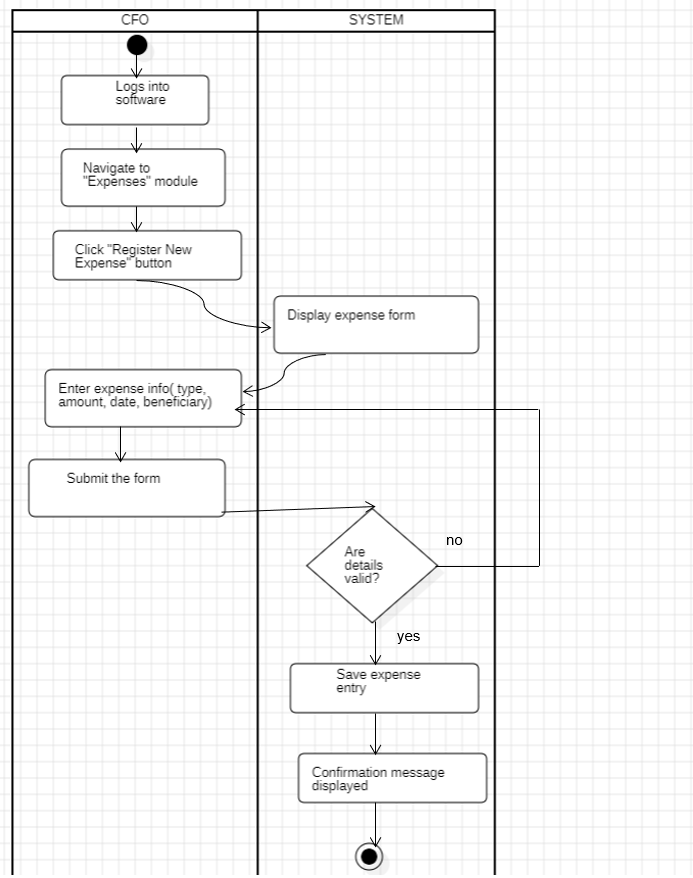 CFO
SYSTEM
Logs into
software
Navigate to
"Expenses" module
Click "Register New
Expense" button
Display expense form
Enter expense info( type,
amount, date, beneficiary)
Submit the form
Are
details
valid?
no
yes
Save expense
entry
Confirmation message
displayed